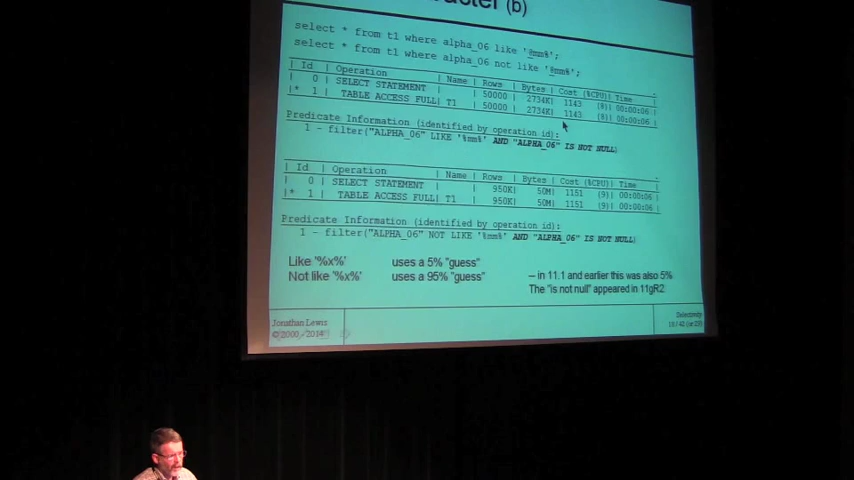 (b)
select * from t1 where alpha_06 like '%mm%';
select * from t1 where alpha_06 not like '%mm%';
| Id | Operation | Name | Rows | Bytes | Cost (%CPU)| Time |
| 0 | SELECT STATEMENT | | 50000 | 2734K| 1143 (8)| 00:00:06 |
|* 1 | TABLE ACCESS FULL| T1 | 50000 | 2734K| 1143 (8)| 00:00:06 |
Predicate Information (identified by operation id):
1 - filter("ALPHA_06" LIKE '%mm%' AND "ALPHA_06" IS NOT NULL)
| Id | Operation | Name | Rows | Bytes | Cost (%CPU)| Time |
| 0 | SELECT STATEMENT | | 950K| 50M| 1151 (9)| 00:00:06 |
|* 1 | TABLE ACCESS FULL| T1 | 950K| 50M| 1151 (9)| 00:00:06 |
Predicate Information (identified by operation id):
1 - filter("ALPHA_06" NOT LIKE '%mm%' AND "ALPHA_06" IS NOT NULL)
Like '%x%' uses a 5% "guess"
Not like '%x%' uses a 95% "guess" – in 11.1 and earlier this was also 5%
The "is not null" appeared in 11gR2
Jonathan Lewis
© 2000 - 2014
Selectivity